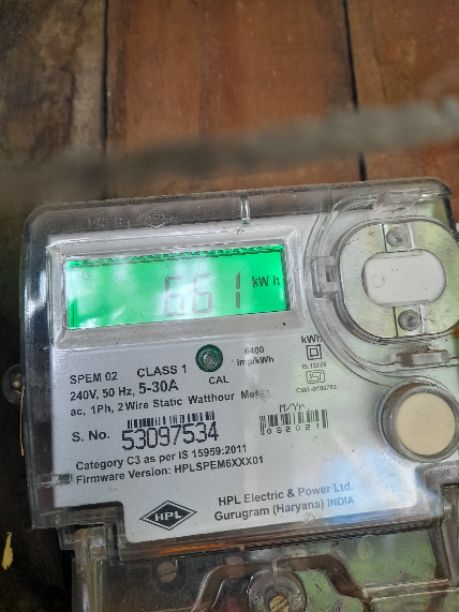 661 kWh
SPEM 02 CLASS 1
240V, 50 Hz, 5-30A
ac, 1Ph, 2 Wire Static Watthour
CAL
6400
imp/kWh
kWh
S. No. 53097534
M/Yr
082021
Category C3 as per IS 15959:2011
Firmware Version: HPLSPEM6XXX01
HPL
HPL Electric & Power Ltd.
Gurugram (Haryana) INDIA